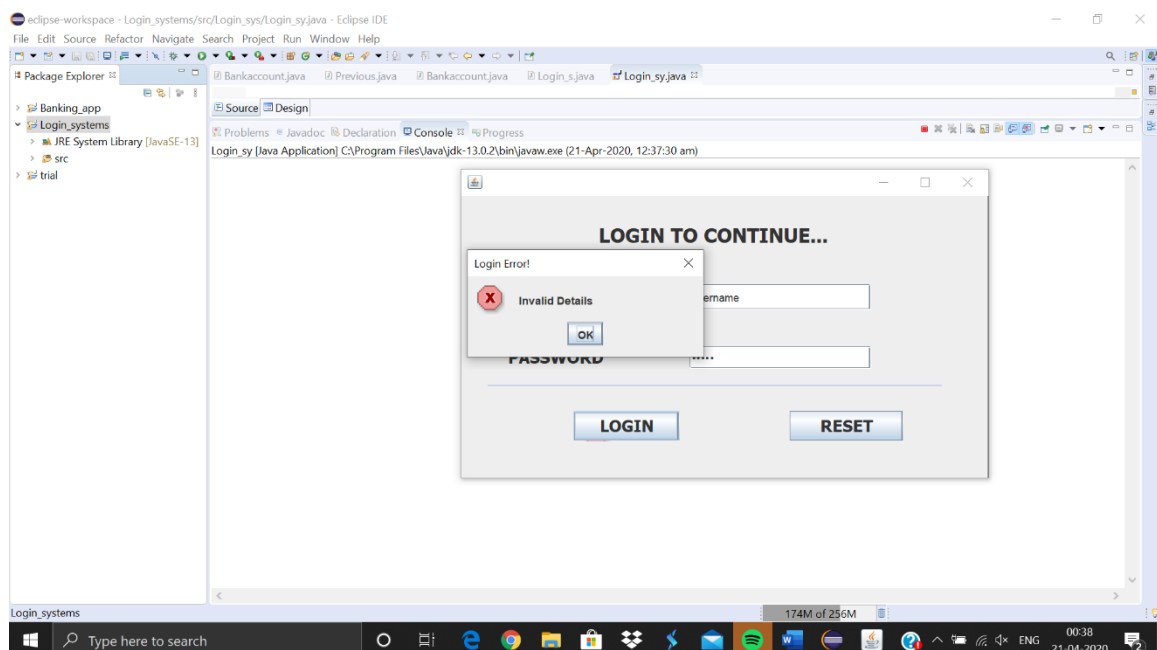 eclipse-workspace - Login_systems/src/Login_sys/Login_sy.java - Eclipse IDE
File Edit Source Refactor Navigate Search Project Run Window Help
Package Explorer
Bankaccount.java Previous.java Bankaccount.java Login_s.java Login_sy.java
Banking_app
Login_systems
JRE System Library [JavaSE-13]
src
trial
Source Design
Problems Javadoc Declaration Console Progress
Login_sy [Java Application] C:\Program Files\Java\jdk-13.0.2\bin\javaw.exe (21-Apr-2020, 12:37:30 am)
LOGIN TO CONTINUE...
Login Error!
Invalid Details
OK
ername
PASSWORD
LOGIN RESET
Login_systems
174M of 256M
Type here to search
ENG
00:38
21-04-2020